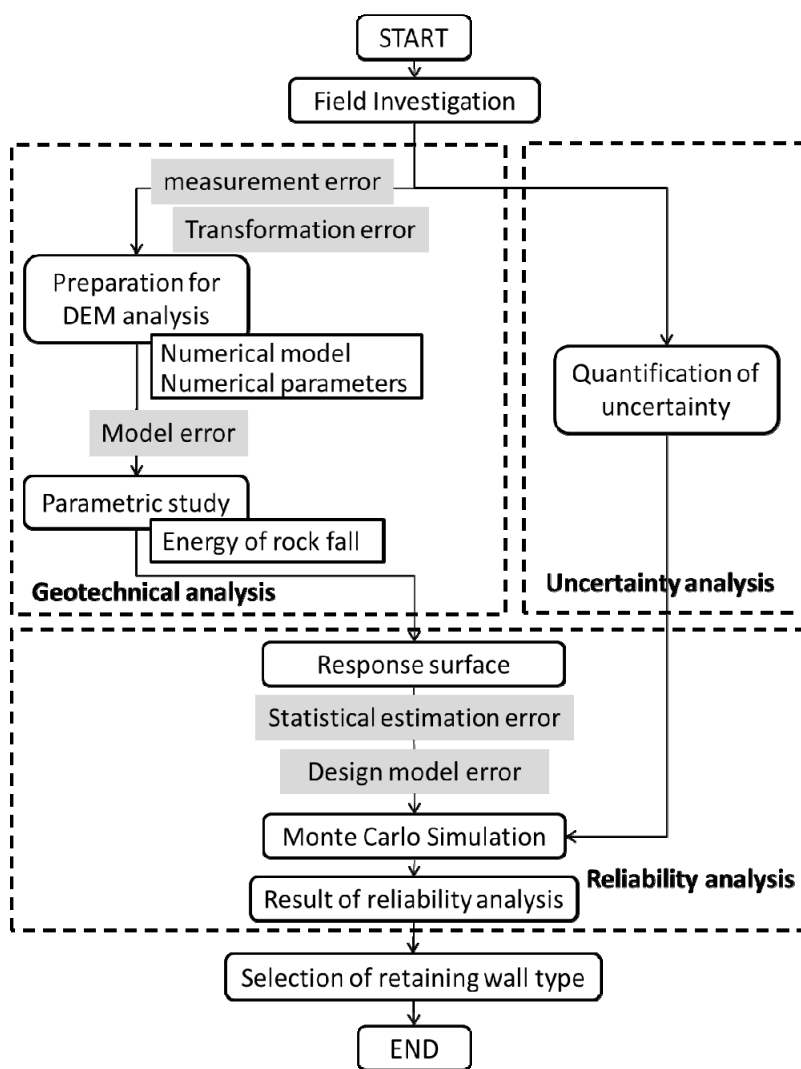 START
Field Investigation
measurement error
Transformation error
Preparation for
DEM analysis
Numerical model
Numerical parameters
Model error
Parametric study
Energy of rock fall
Geotechnical analysis
Quantification of
uncertainty
Uncertainty analysis
Response surface
Statistical estimation error
Design model error
Monte Carlo Simulation
Result of reliability analysis
Reliability analysis
Selection of retaining wall type
END